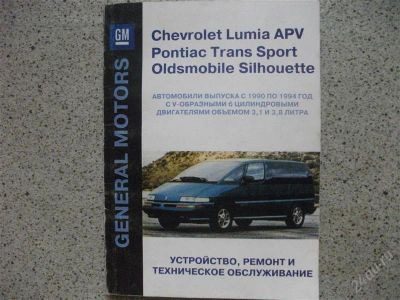 GM
GENERAL MOTORS
Chevrolet Lumia APV
Pontiac Trans Sport
Oldsmobile Silhouette
АВТОМОБИЛИ ВЫПУСКА С 1990 ПО 1994 ГОД
С V-ОБРАЗНЫМИ 6 ЦИЛИНДРОВЫМИ
ДВИГАТЕЛЯМИ ОБЪЕМОМ 3,1 И 3,8 ЛИТРА
УСТРОЙСТВО, РЕМОНТ И
ТЕХНИЧЕСКОЕ ОБСЛУЖИВАНИЕ